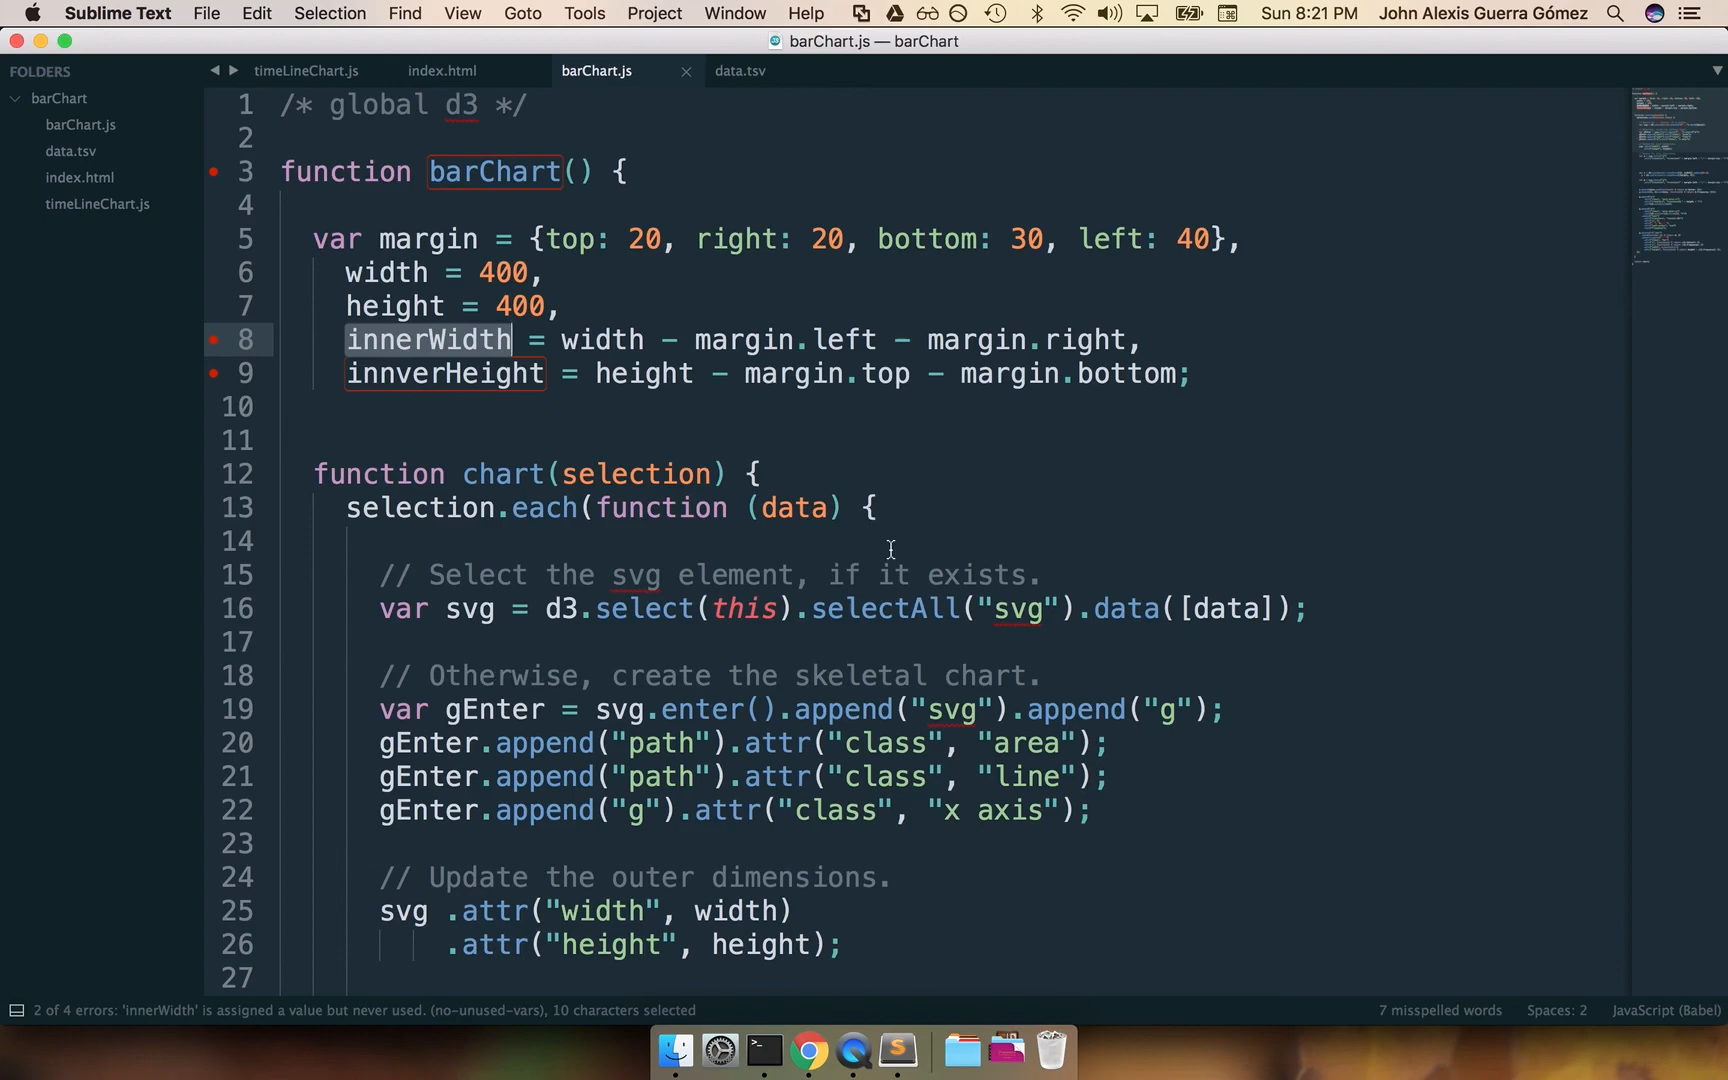 Sublime Text File Edit Selection Find View Goto Tools Project Window Help Sun 8:21 PM John Alexis Guerra Gómez
barChart.js — barChart
FOLDERS
barChart
barChart.js
data.tsv
index.html
timeLineChart.js
timeLineChart.js index.html barChart.js data.tsv
1 /* global d3 */
2
3 function barChart() {
4
5 var margin = {top: 20, right: 20, bottom: 30, left: 40},
6 width = 400,
7 height = 400,
8 innerWidth = width - margin.left - margin.right,
9 innverHeight = height - margin.top - margin.bottom;
10
11
12 function chart(selection) {
13 selection.each(function (data) {
14
15 // Select the svg element, if it exists.
16 var svg = d3.select(this).selectAll("svg").data([data]);
17
18 // Otherwise, create the skeletal chart.
19 var gEnter = svg.enter().append("svg").append("g");
20 gEnter.append("path").attr("class", "area");
21 gEnter.append("path").attr("class", "line");
22 gEnter.append("g").attr("class", "x axis");
23
24 // Update the outer dimensions.
25 svg .attr("width", width)
26 .attr("height", height);
27
2 of 4 errors: 'innerWidth' is assigned a value but never used. (no-unused-vars), 10 characters selected 7 misspelled words Spaces: 2 JavaScript (Babel)